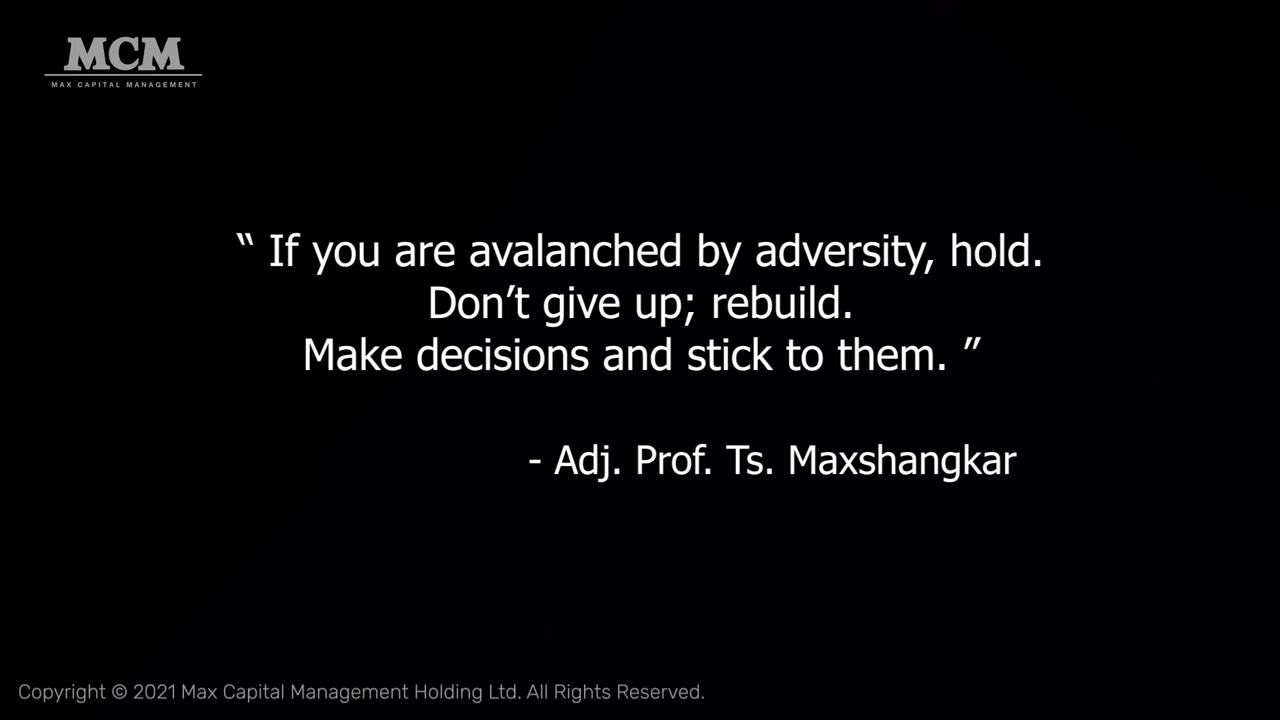 MCM
MAX CAPITAL MANAGEMENT
“ If you are avalanched by adversity, hold.
Don’t give up; rebuild.
Make decisions and stick to them. ”
- Adj. Prof. Ts. Maxshangkar
Copyright © 2021 Max Capital Management Holding Ltd. All Rights Reserved.